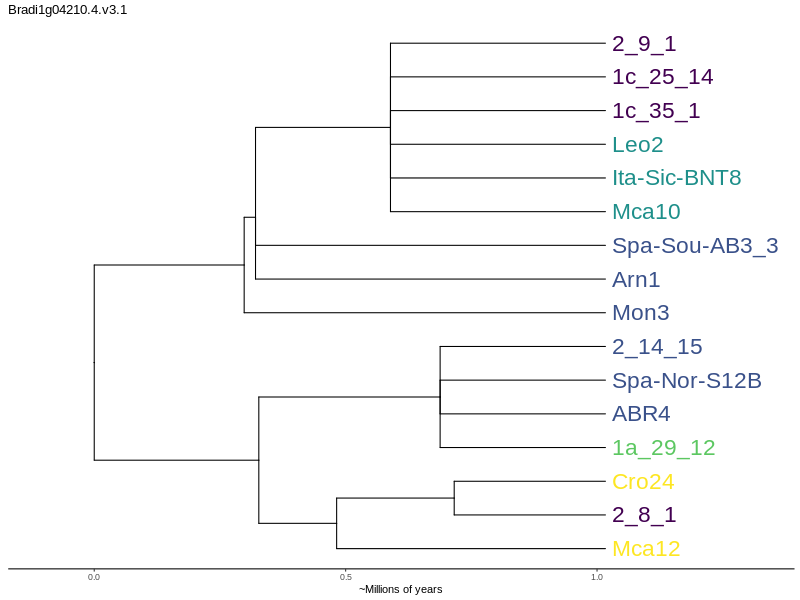 Bradi1g04210.4.v3.1
2_9_1
1c_25_14
1c_35_1
Leo2
Ita-Sic-BNT8
Mca10
Spa-Sou-AB3_3
Arn1
Mon3
2_14_15
Spa-Nor-S12B
ABR4
1a_29_12
Cro24
2_8_1
Mca12
0.0 0.5 1.0
~Millions of years